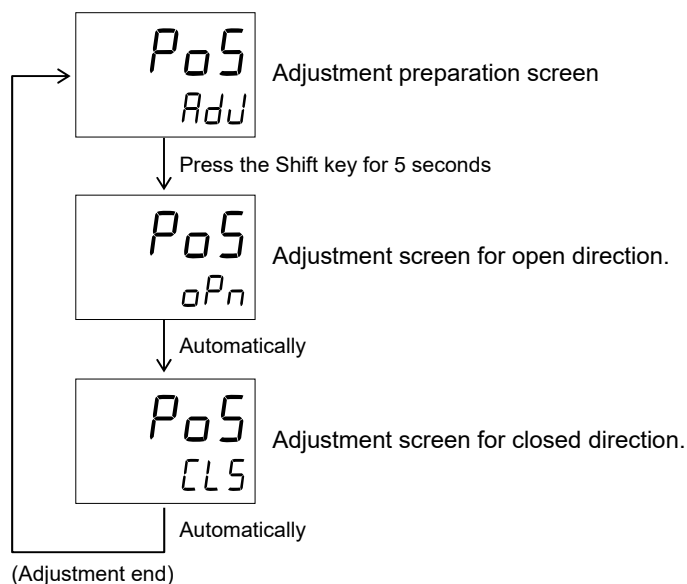 PoS
AdJ
Adjustment preparation screen
Press the Shift key for 5 seconds
PoS
oPn
Adjustment screen for open direction.
Automatically
PoS
CLS
Adjustment screen for closed direction.
Automatically
(Adjustment end)